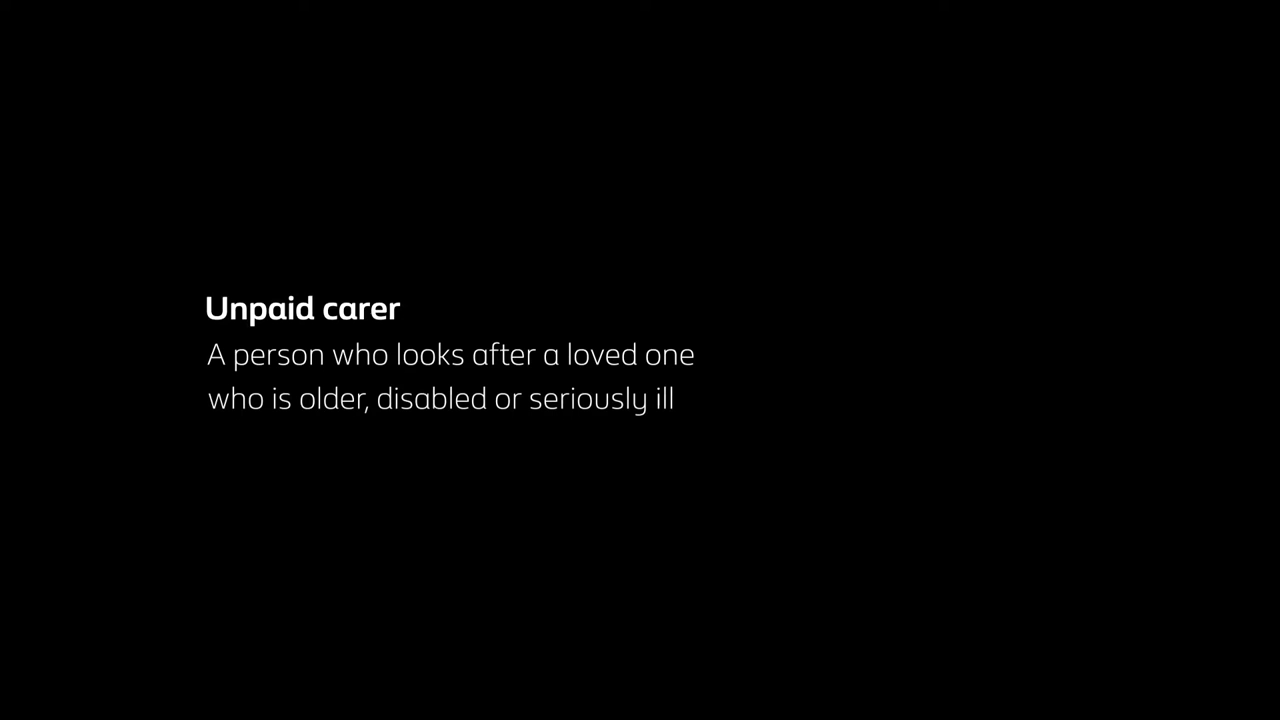 Unpaid carer
A person who looks after a loved one
who is older, disabled or seriously ill